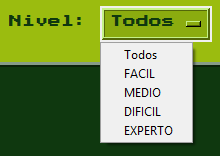 Nivel: Todos
Todos
FACIL
MEDIO
DIFICIL
EXPERTO